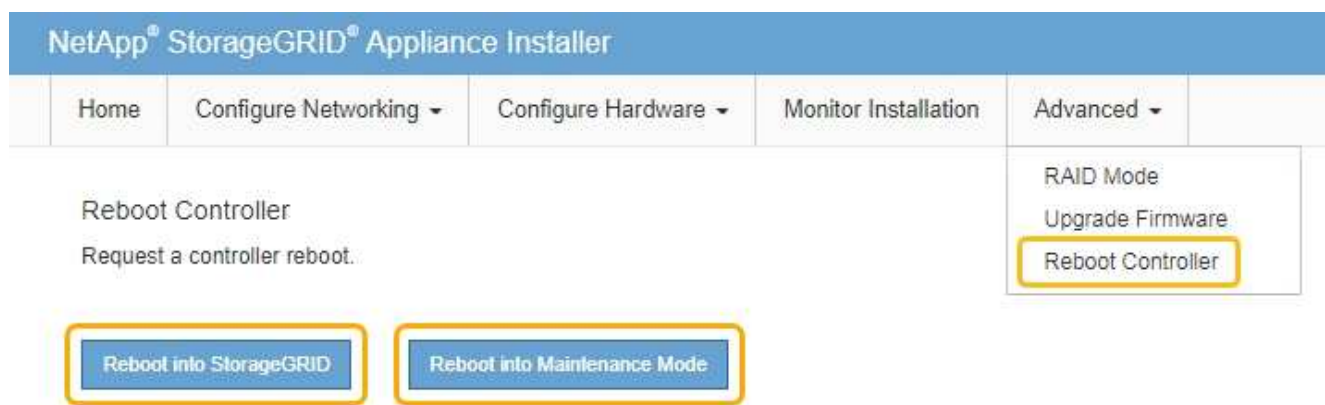 NetApp® StorageGRID® Appliance Installer
Home Configure Networking Configure Hardware Monitor Installation Advanced
RAID Mode
Upgrade Firmware
Reboot Controller
Reboot Controller
Request a controller reboot.
Reboot into StorageGRID Reboot into Maintenance Mode